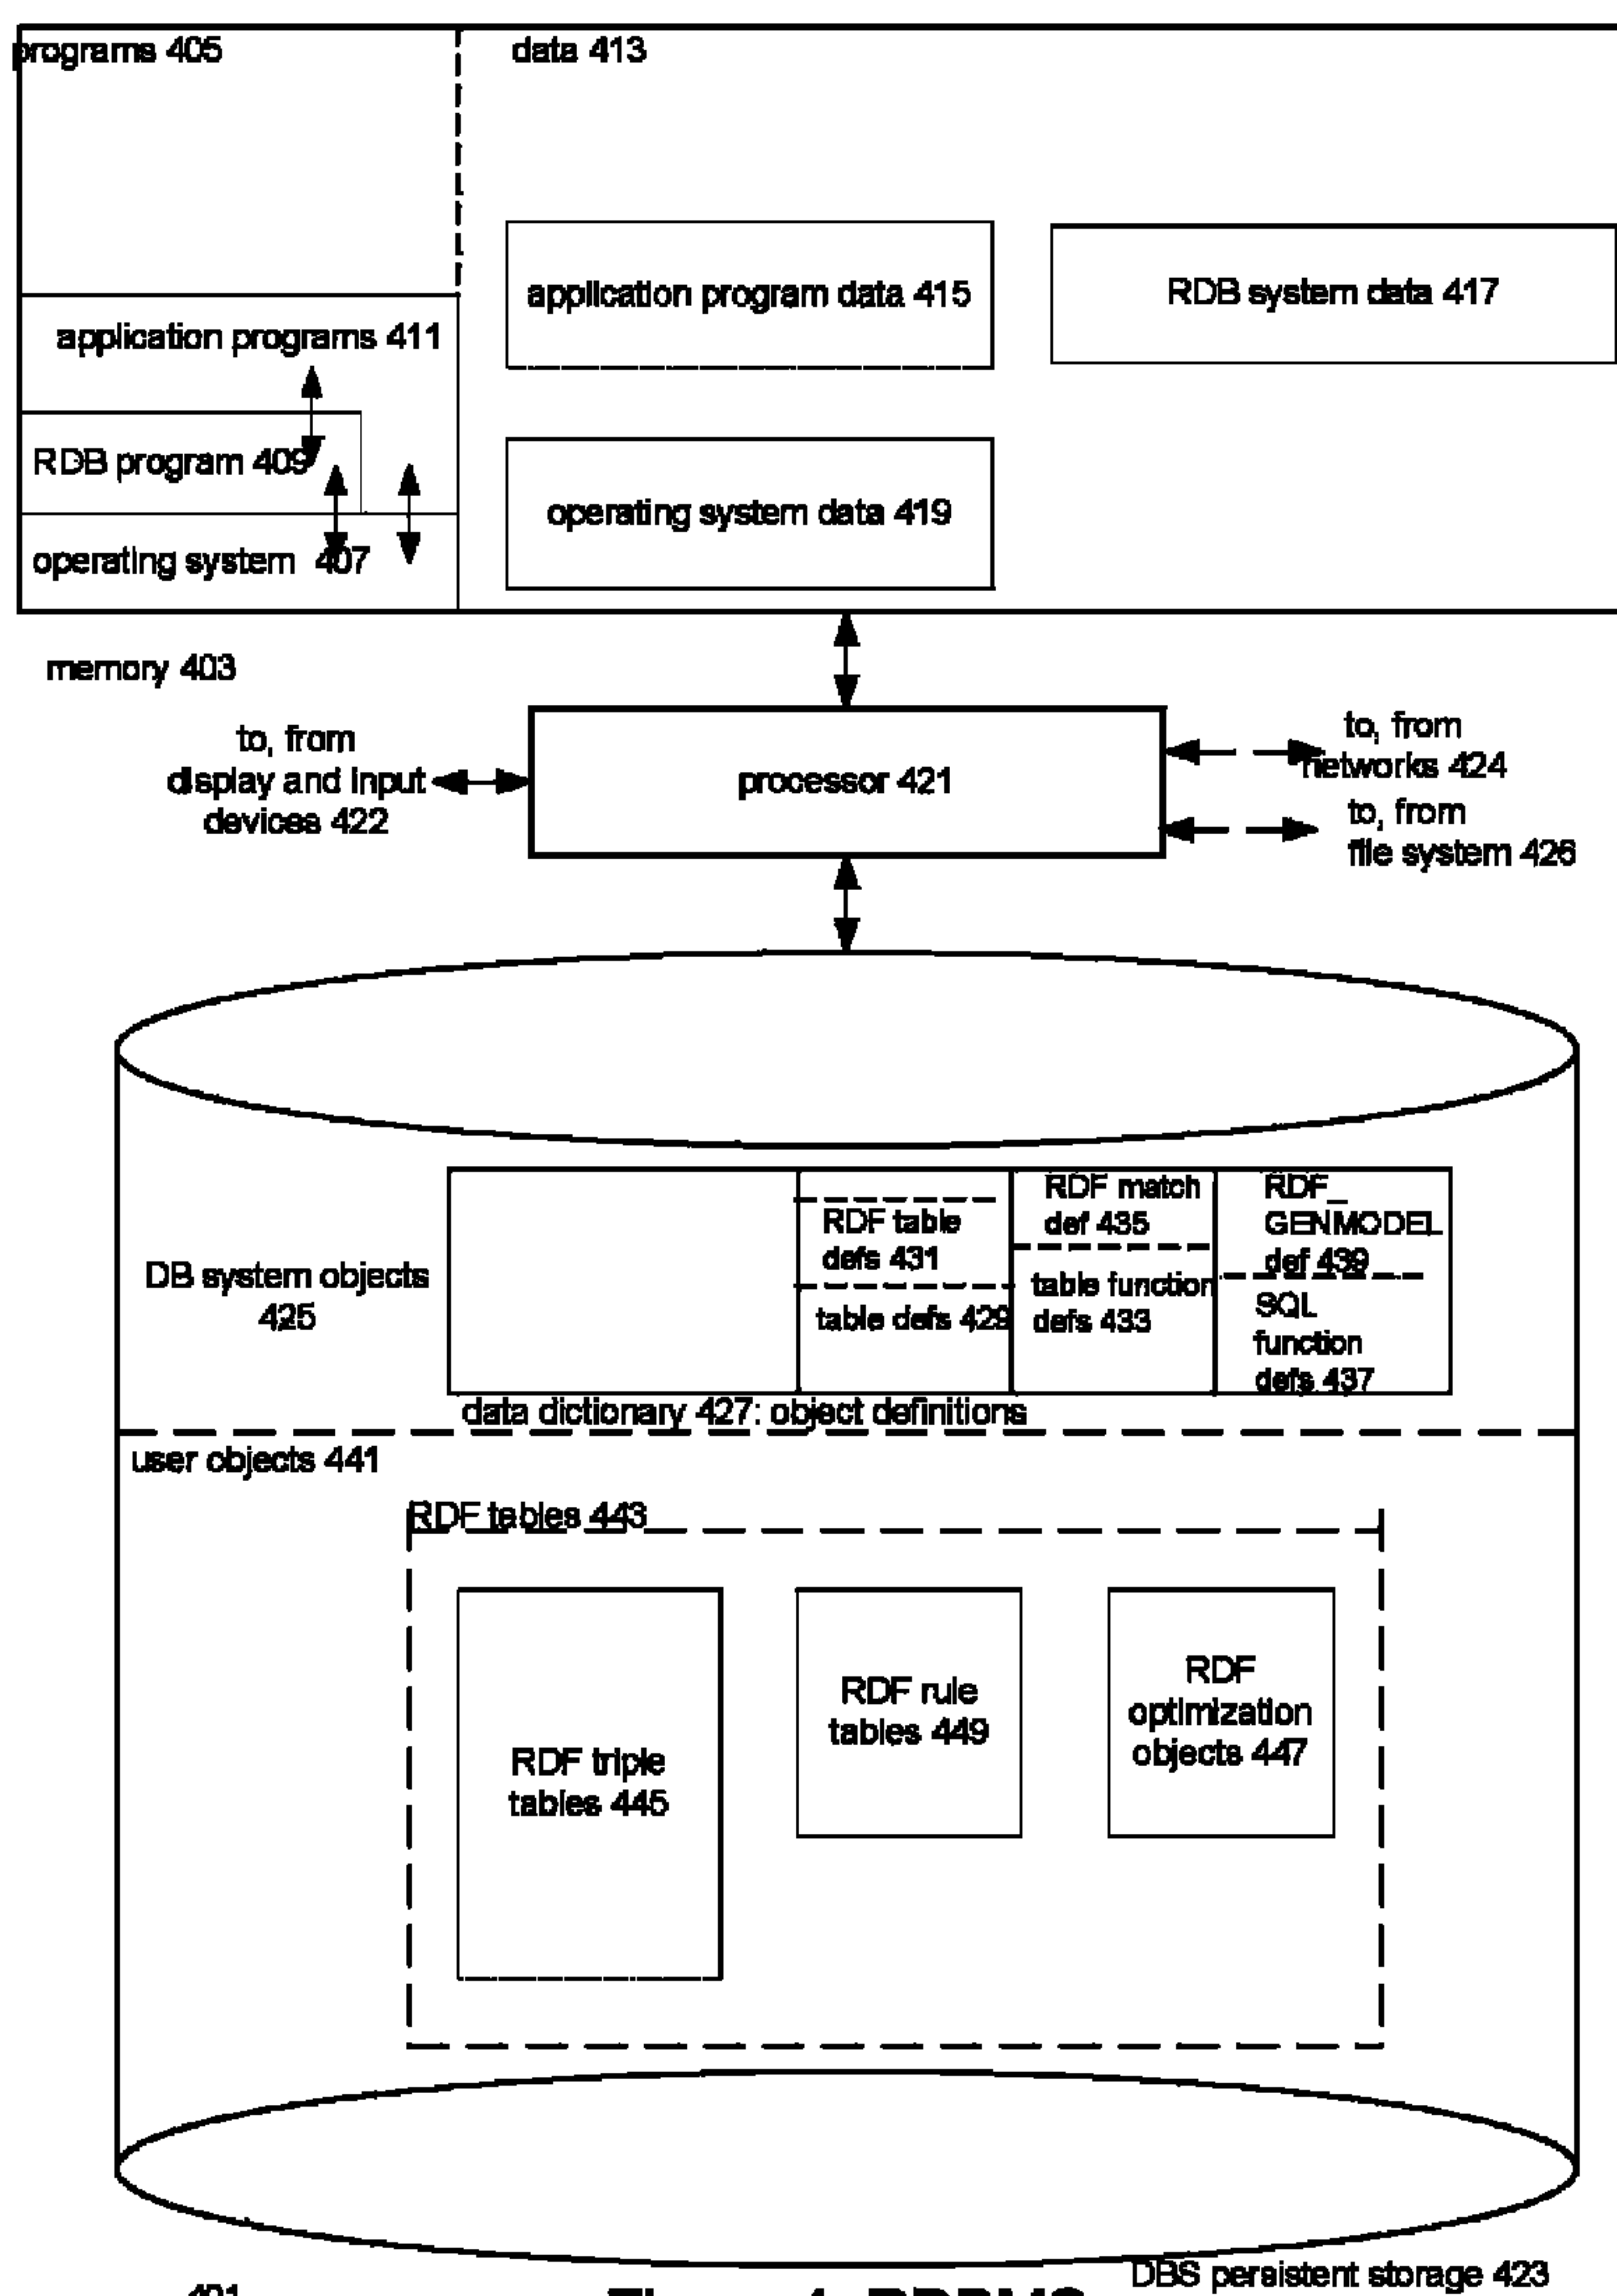 programs 405
data 413
application program data 415
RDB system data 417
application programs 411
RDB program 409
operating system data 419
operating system 407
memory 403
to, from
display and input
devices 422
processor 421
to, from
networks 424
to, from
file system 426
DB system objects
425
RDF table
defs 431
table defs 429
RDF match
def 435
table function
defs 433
RDF_
GENMODEL
def 439
SQL
function
defs 437
data dictionary 427: object definitions
user objects 441
RDF tables 443
RDF triple
tables 445
RDF rule
tables 449
RDF
optimization
objects 447
DBS persistent storage 423